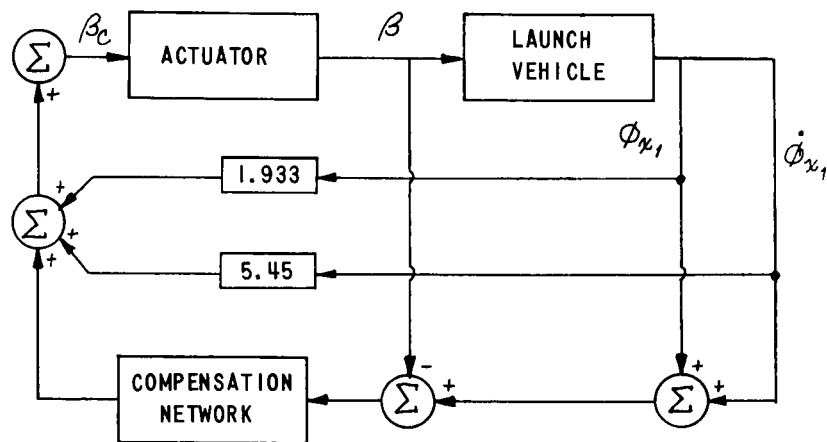 β_c
β
Σ
+
ACTUATOR
LAUNCH
VEHICLE
ϕ_x₁
ϕ̇_x₁
1.933
+
Σ
+
+
5.45
COMPENSATION
NETWORK
-
Σ
+
+
Σ
+